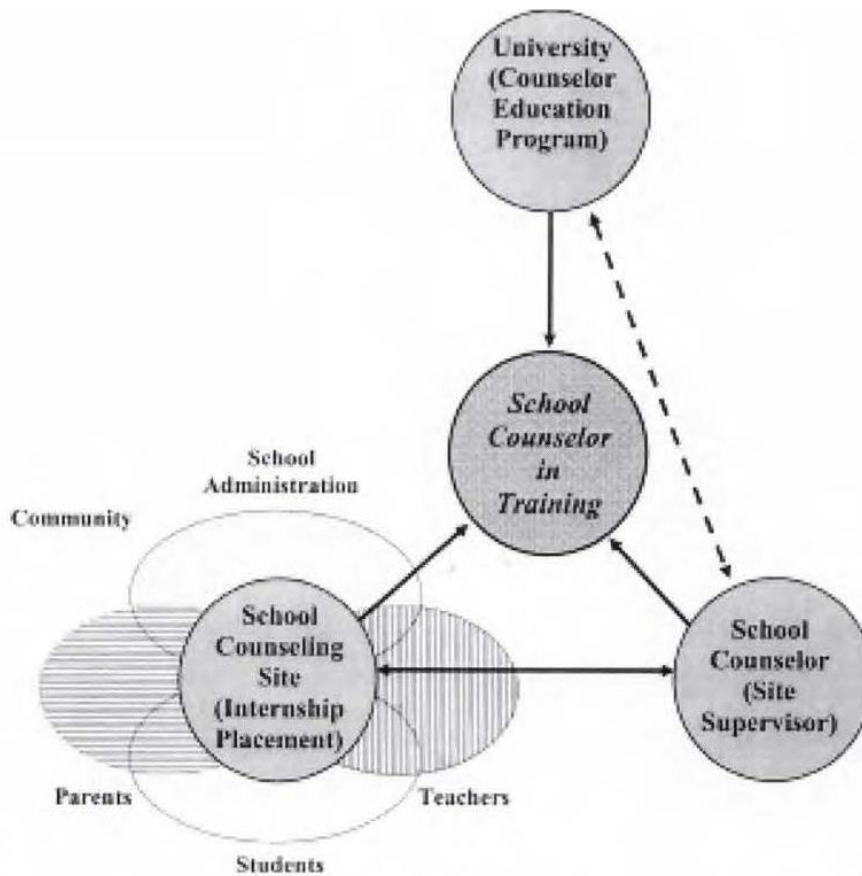 University
(Counselor
Education
Program)
School
Counselor
in
Training
School
Administration
Community
School
Counseling
Site
(Internship
Placement)
School
Counselor
(Site
Supervisor)
Parents
Teachers
Students